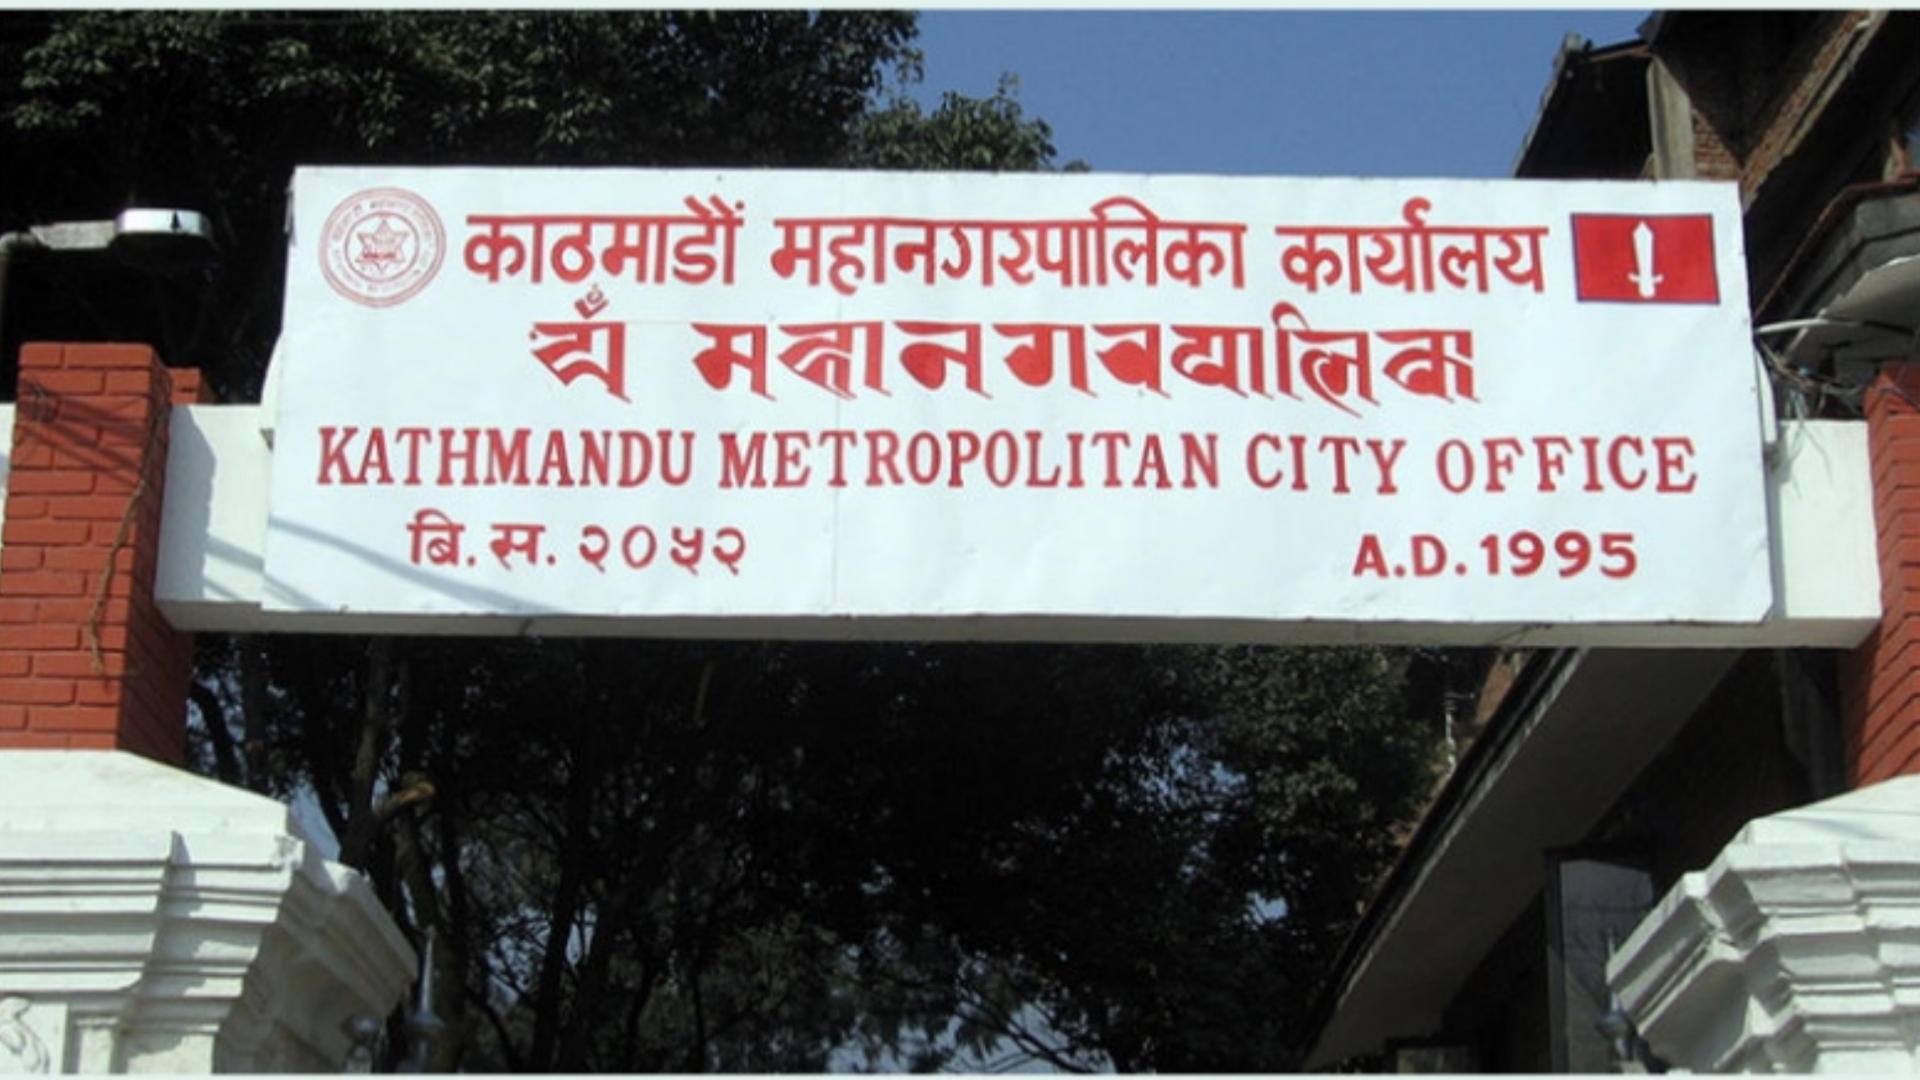 काठमाडौं महानगरपालिका कार्यालय
𑐫𑐾𑑃 𑐩𑐴𑐵𑐣𑐐𑐬𑐥𑐵𑐮𑐶𑐎𑐵
KATHMANDU METROPOLITAN CITY OFFICE
बि.स. २०५२
A.D. 1995